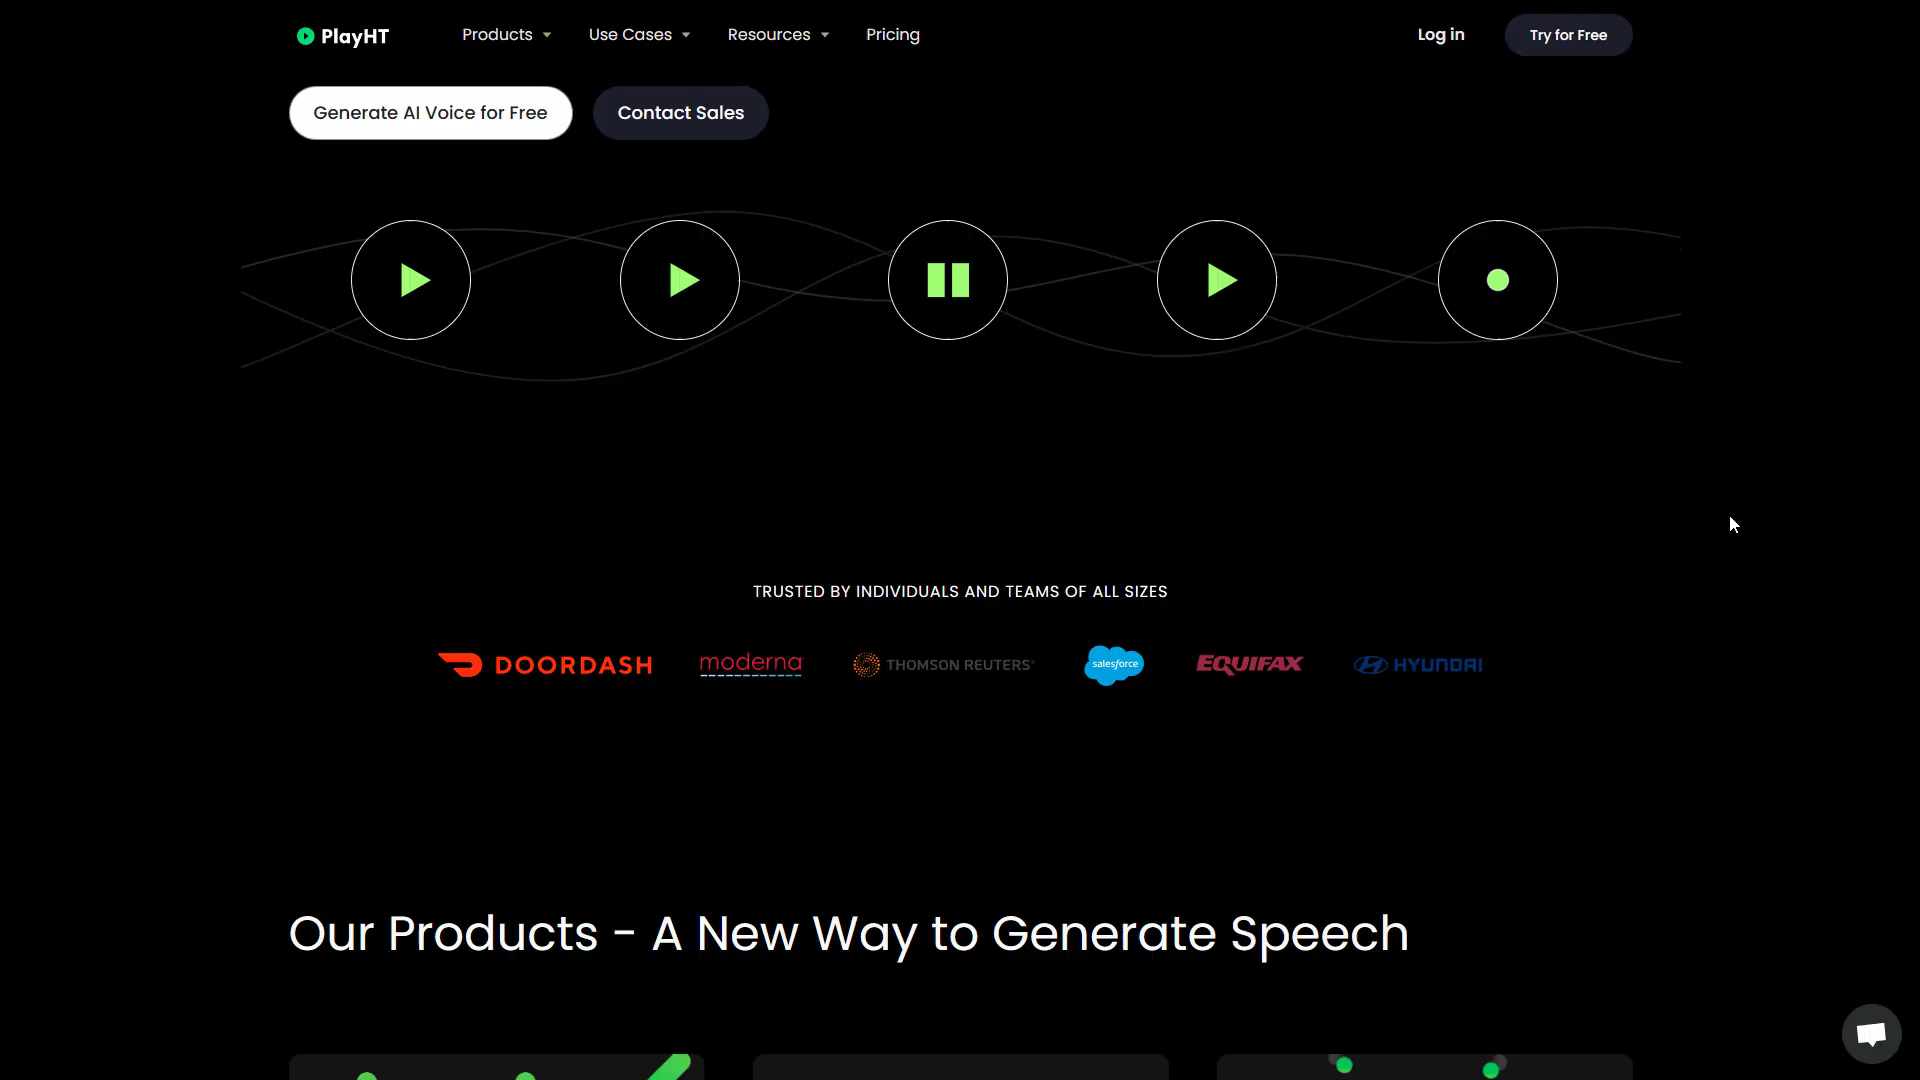 PlayHT Products Use Cases Resources Pricing Log in Try for Free
Generate AI Voice for Free Contact Sales
TRUSTED BY INDIVIDUALS AND TEAMS OF ALL SIZES
DOORDASH moderna THOMSON REUTERS® salesforce EQUIFAX HYUNDAI
Our Products - A New Way to Generate Speech